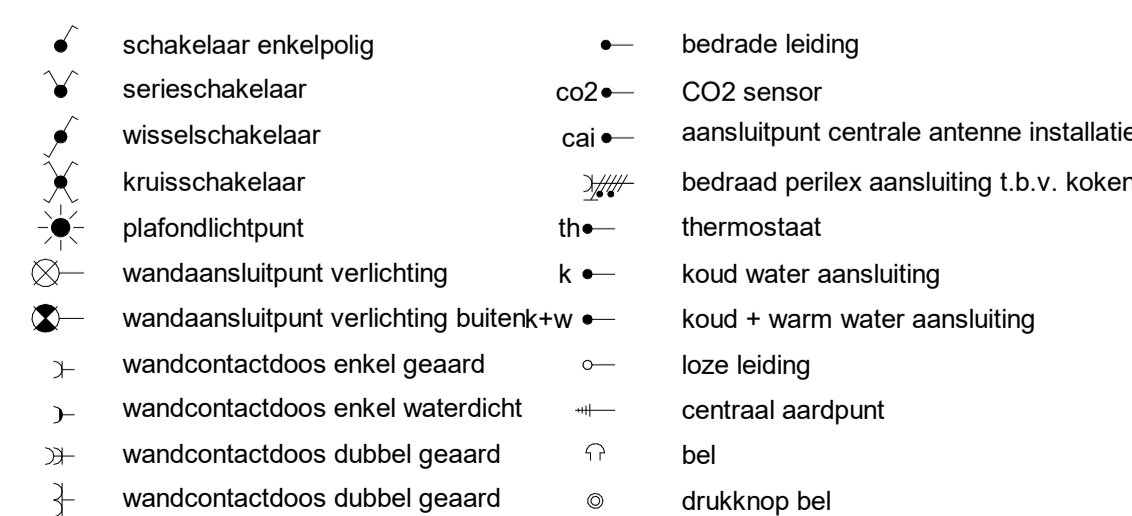 schakelaar enkelpolig
serieschakelaar
wisselschakelaar
kruisschakelaar
plafondlichtpunt
wandaansluitpunt verlichting
wandaansluitpunt verlichting buiten
wandcontactdoos enkel geaard
wandcontactdoos enkel waterdicht
wandcontactdoos dubbel geaard
wandcontactdoos dubbel geaard
bedrade leiding
co2 CO2 sensor
cai aansluitpunt centrale antenne installatie
bedraad perilex aansluiting t.b.v. koken
th thermostaat
k koud water aansluiting
k+w koud + warm water aansluiting
loze leiding
centraal aardpunt
bel
drukknop bel